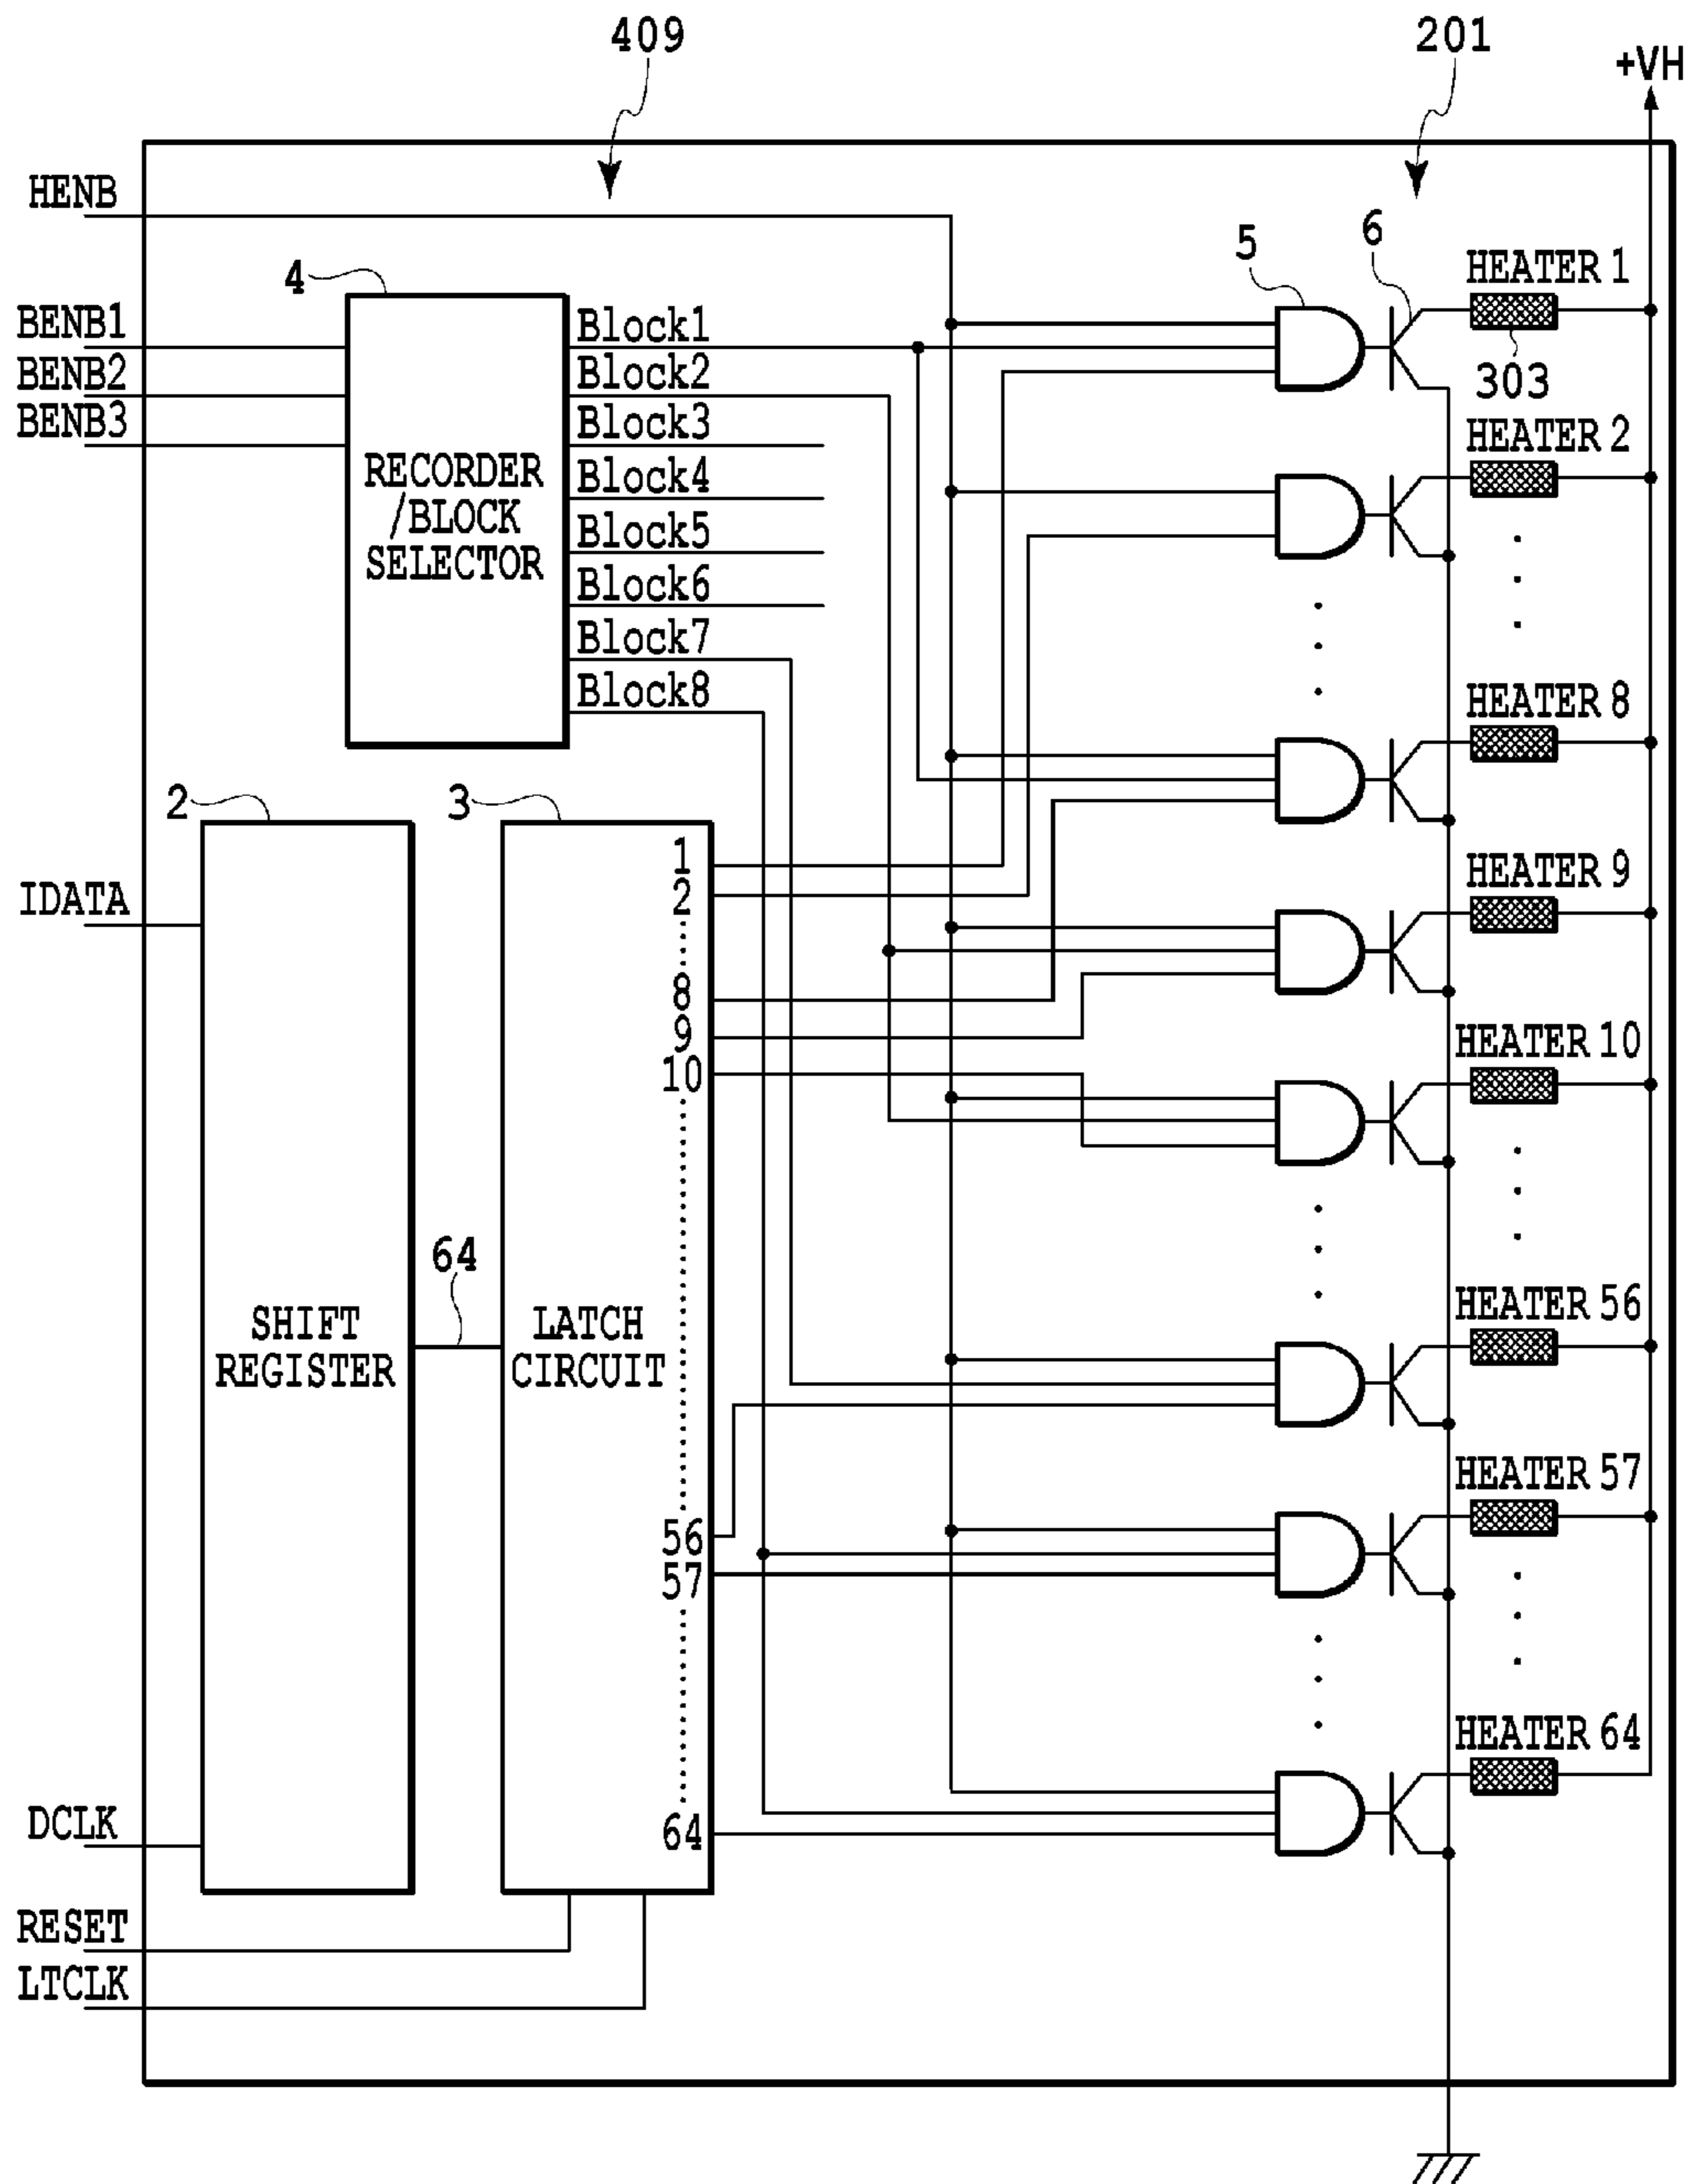 409
201
+VH
HENB
5
6
HEATER 1
4
BENB1
Block1
303
BENB2
Block2
BENB3
Block3
HEATER 2
RECORDER
/BLOCK
SELECTOR
Block4
Block5
Block6
Block7
Block8
HEATER 8
2
3
1
2
HEATER 9
IDATA
8
9
10
HEATER 10
64
SHIFT
REGISTER
LATCH
CIRCUIT
HEATER 56
HEATER 57
56
57
HEATER 64
DCLK
64
RESET
LTCLK